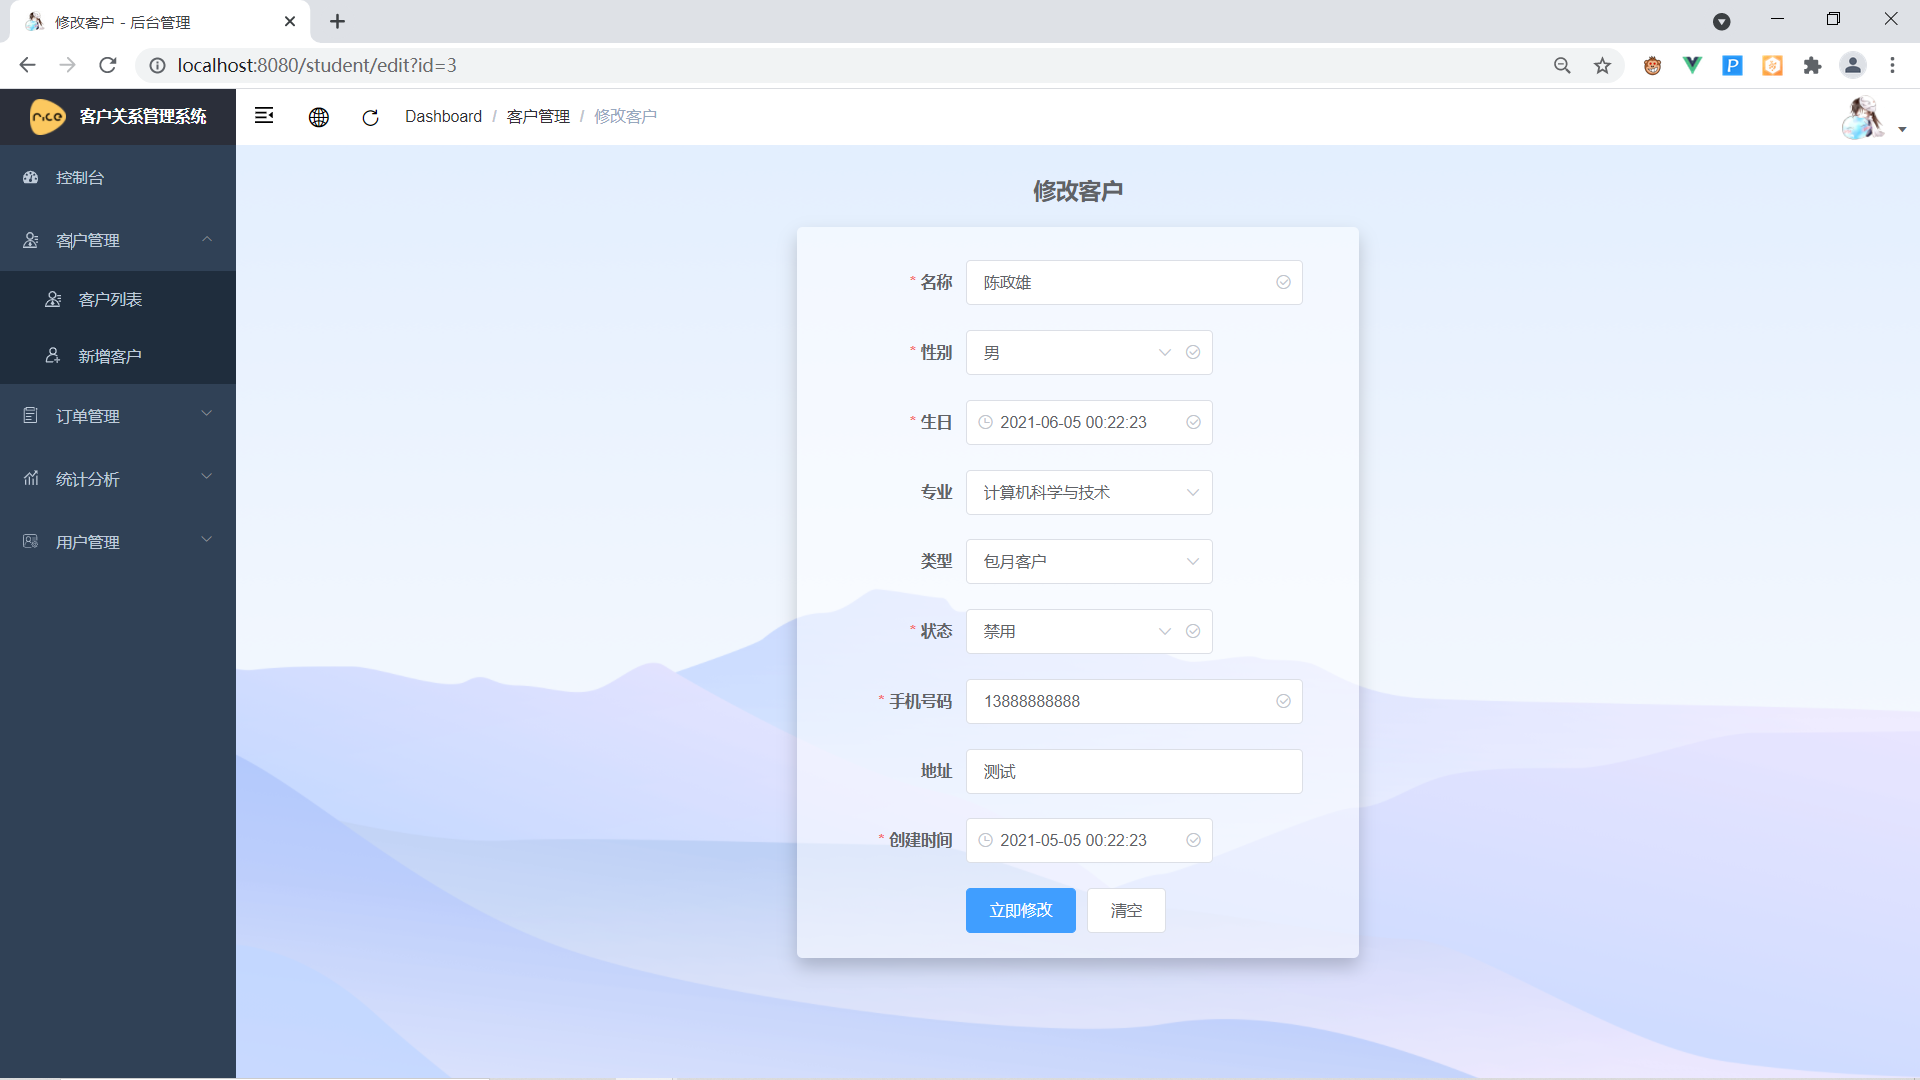 修改客户 - 后台管理
localhost:8080/student/edit?id=3
nice 客户关系管理系统
Dashboard / 客户管理 / 修改客户
控制台
客户管理
客户列表
新增客户
订单管理
统计分析
用户管理
修改客户
* 名称 陈政雄
* 性别 男
* 生日 2021-06-05 00:22:23
专业 计算机科学与技术
类型 包月客户
* 状态 禁用
* 手机号码 13888888888
地址 测试
* 创建时间 2021-05-05 00:22:23
立即修改 清空